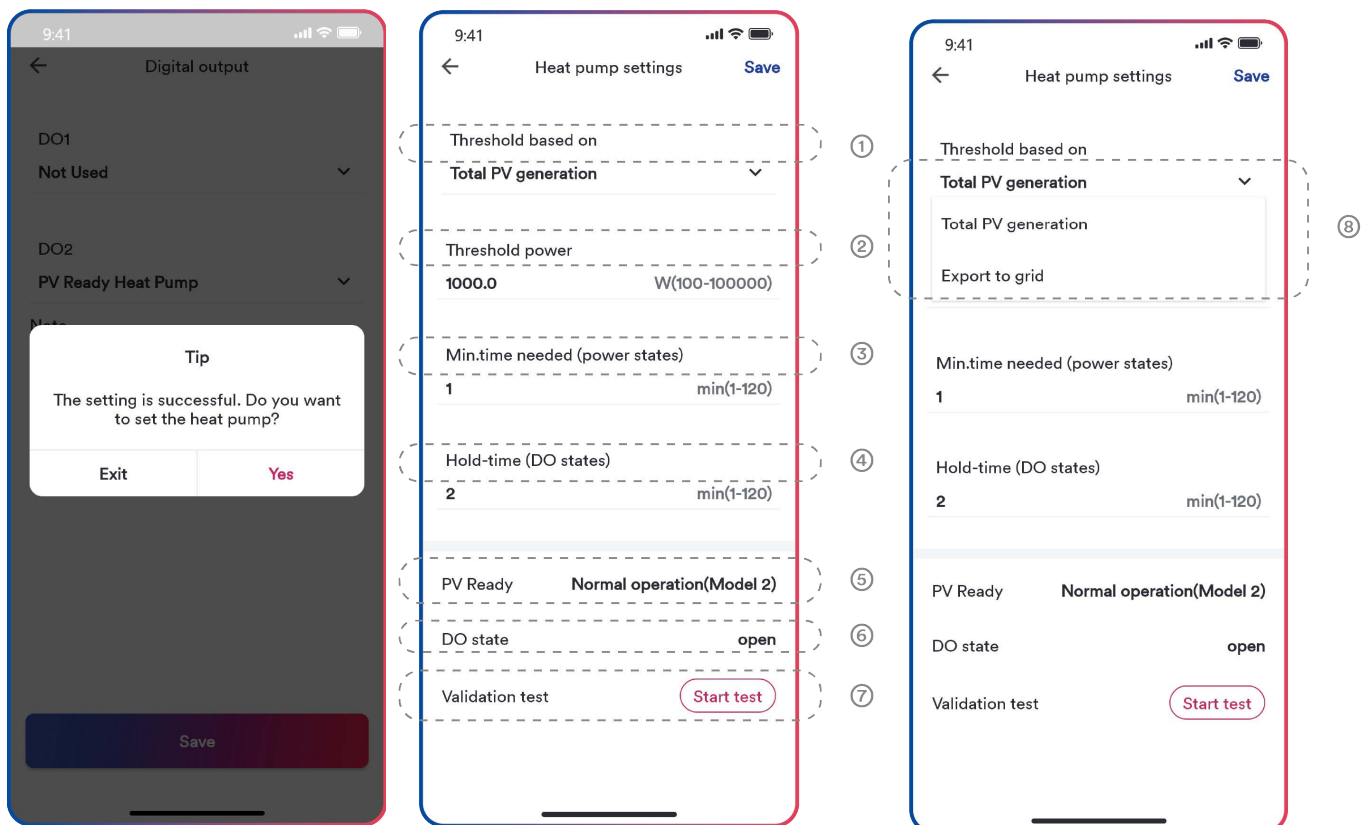 9:41
Digital output
DO1
Not Used
DO2
PV Ready Heat Pump
Note
Tip
The setting is successful. Do you want
to set the heat pump?
Exit
Yes
Save
9:41
Heat pump settings
Save
Threshold based on
①
Total PV generation
Threshold power
②
1000.0
W(100-100000)
Min.time needed (power states)
③
1
min(1-120)
Hold-time (DO states)
④
2
min(1-120)
PV Ready
Normal operation(Model 2)
⑤
DO state
open
⑥
Validation test
Start test
⑦
9:41
Heat pump settings
Save
Threshold based on
Total PV generation
Total PV generation
⑧
Export to grid
Min.time needed (power states)
1
min(1-120)
Hold-time (DO states)
2
min(1-120)
PV Ready
Normal operation(Model 2)
DO state
open
Validation test
Start test